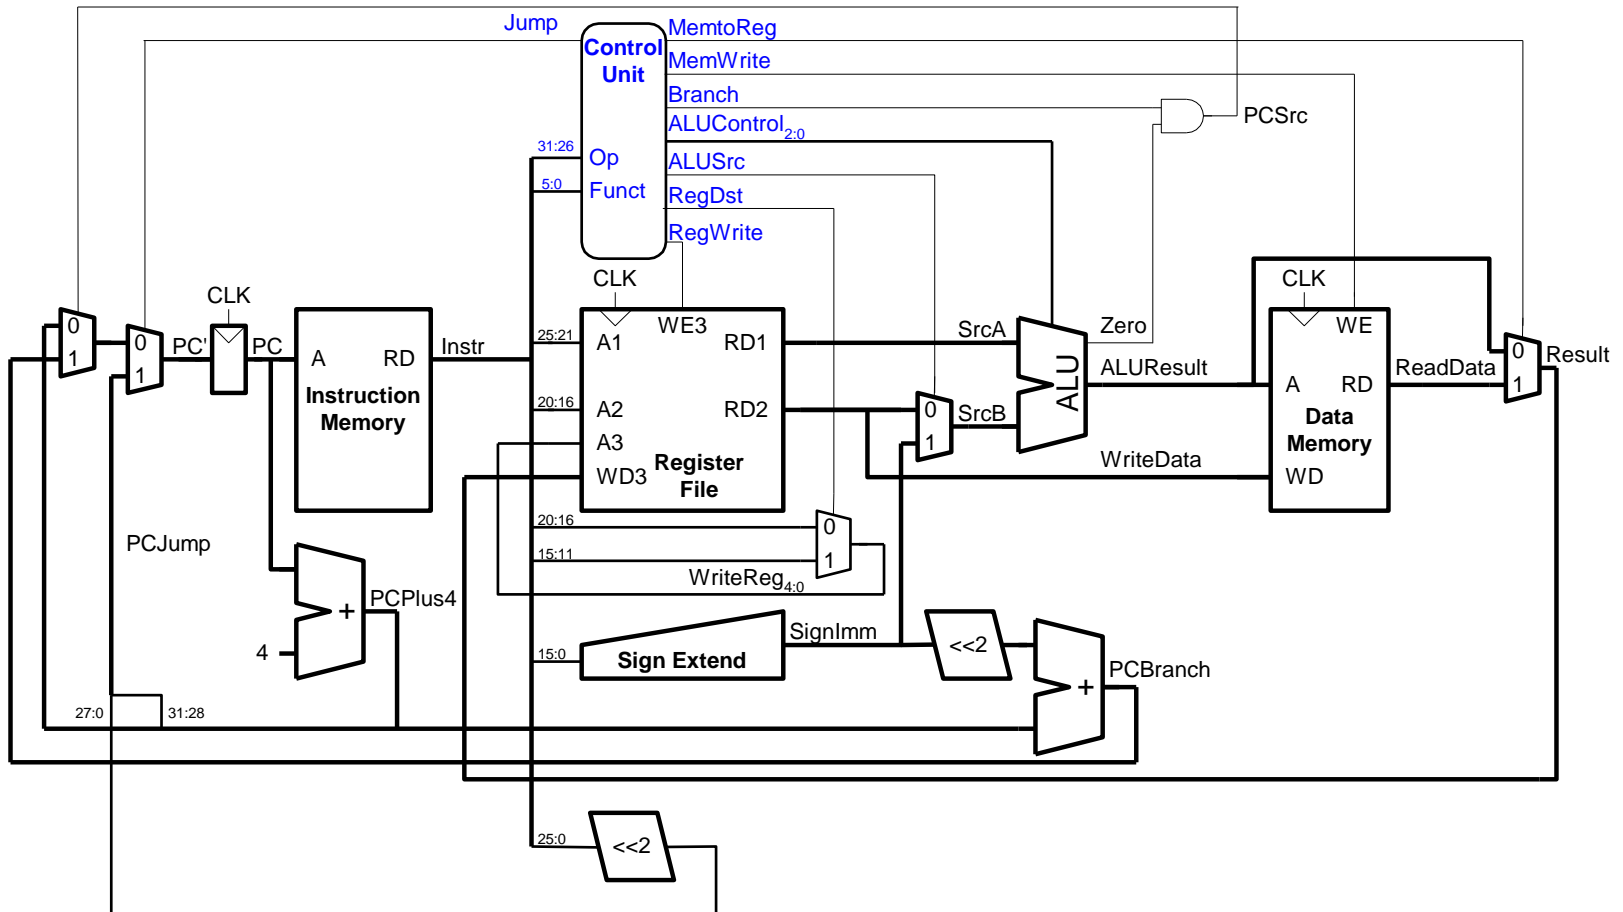 Jump
Control
Unit
MemtoReg
MemWrite
Branch
ALUControl2:0
ALUSrc
RegDst
RegWrite
31:26
Op
5:0
Funct
PCSrc
CLK
CLK
CLK
0
1
0
1
PC'
PC
A
RD
Instruction
Memory
Instr
25:21
A1
WE3
RD1
20:16
A2
RD2
A3
WD3
Register
File
SrcA
0
1
SrcB
ALU
Zero
ALUResult
WriteData
WE
A
RD
Data
Memory
WD
ReadData
0
1
Result
20:16
0
15:11
1
WriteReg4:0
PCJump
PCPlus4
+
4
15:0
Sign Extend
SignImm
<<2
+
PCBranch
27:0
31:28
25:0
<<2